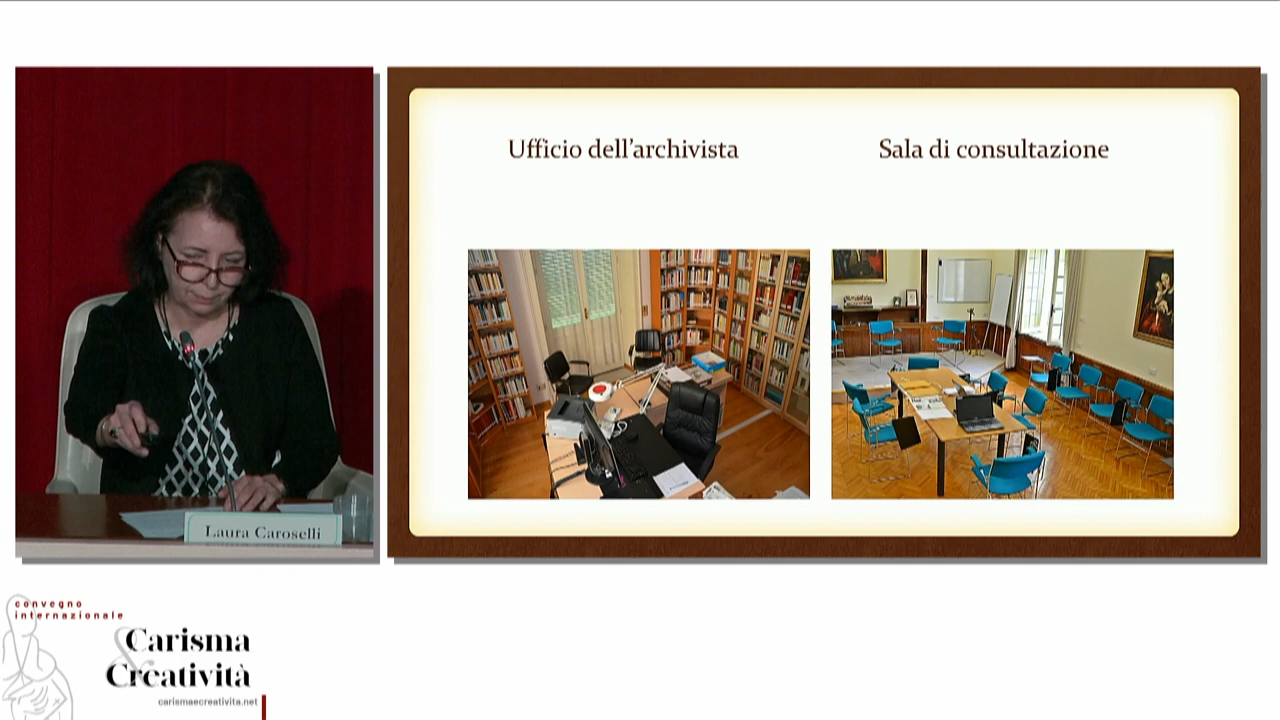 Ufficio dell’archivista
Sala di consultazione
Laura Caroselli
convegno
internazionale
Carisma
&
Creatività
carismaecreativita.net